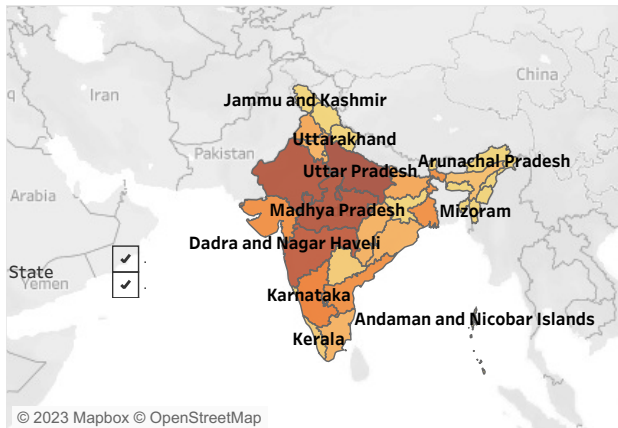 China
Iran
Jammu and Kashmir
Uttarakhand
Pakistan
Arunachal Pradesh
Uttar Pradesh
Arabia
Madhya Pradesh
Mizoram
Dadra and Nagar Haveli
State
.
Yemen
.
Karnataka
Andaman and Nicobar Islands
Kerala
© 2023 Mapbox © OpenStreetMap